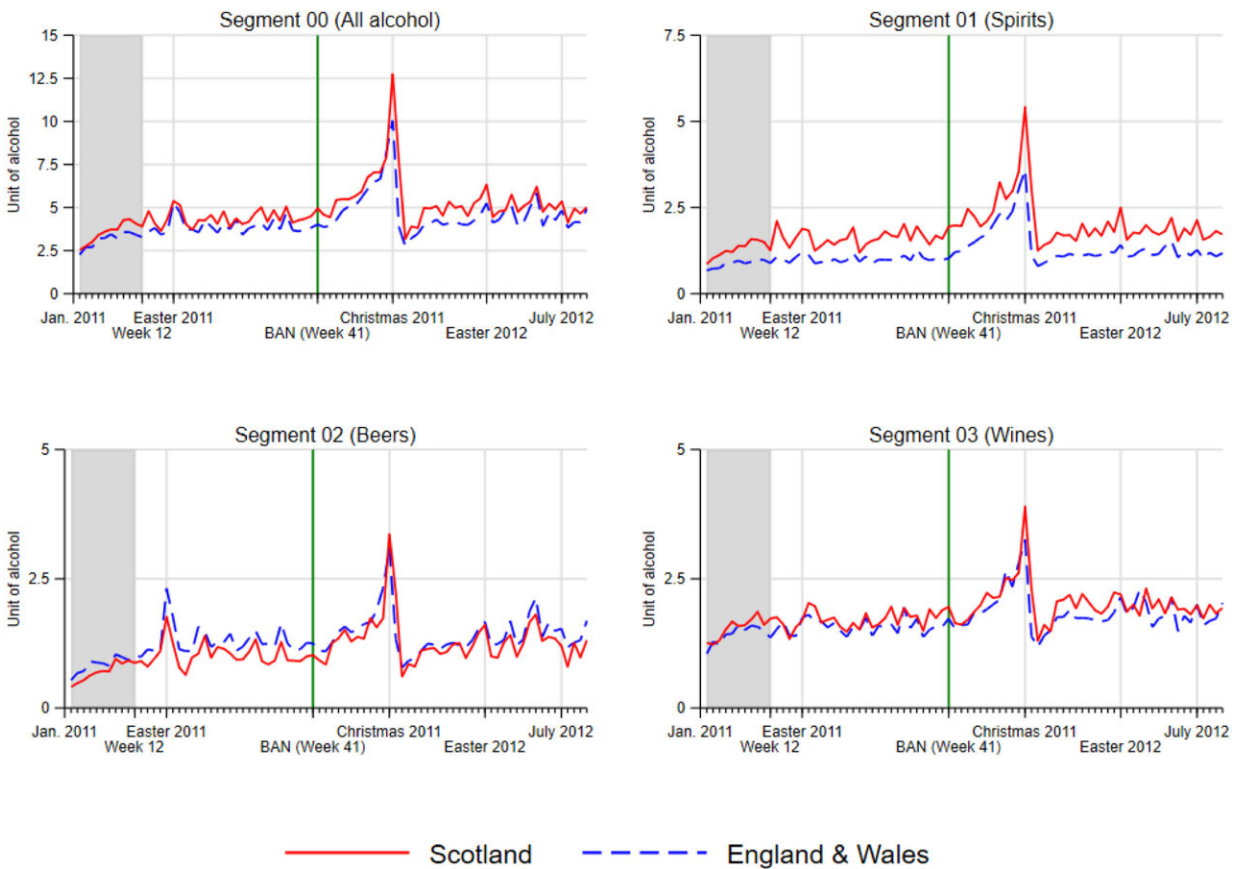 Segment 00 (All alcohol)
15
12.5
10
7.5
5
2.5
0
Unit of alcohol
Jan. 2011 Easter 2011 Christmas 2011 July 2012
Week 12 BAN (Week 41) Easter 2012
Segment 01 (Spirits)
7.5
5
2.5
0
Unit of alcohol
Jan. 2011 Easter 2011 Christmas 2011 July 2012
Week 12 BAN (Week 41) Easter 2012
Segment 02 (Beers)
5
2.5
0
Unit of alcohol
Jan. 2011 Easter 2011 Christmas 2011 July 2012
Week 12 BAN (Week 41) Easter 2012
Segment 03 (Wines)
5
2.5
0
Unit of alcohol
Jan. 2011 Easter 2011 Christmas 2011 July 2012
Week 12 BAN (Week 41) Easter 2012
Scotland England & Wales